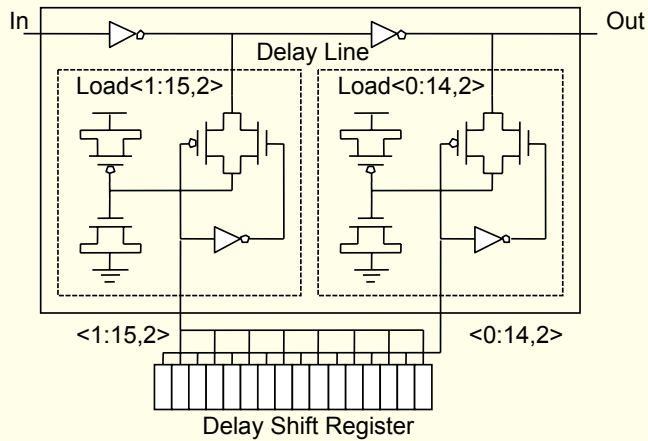 In
Out
Delay Line
Load<1:15,2>
Load<0:14,2>
<1:15,2>
<0:14,2>
Delay Shift Register